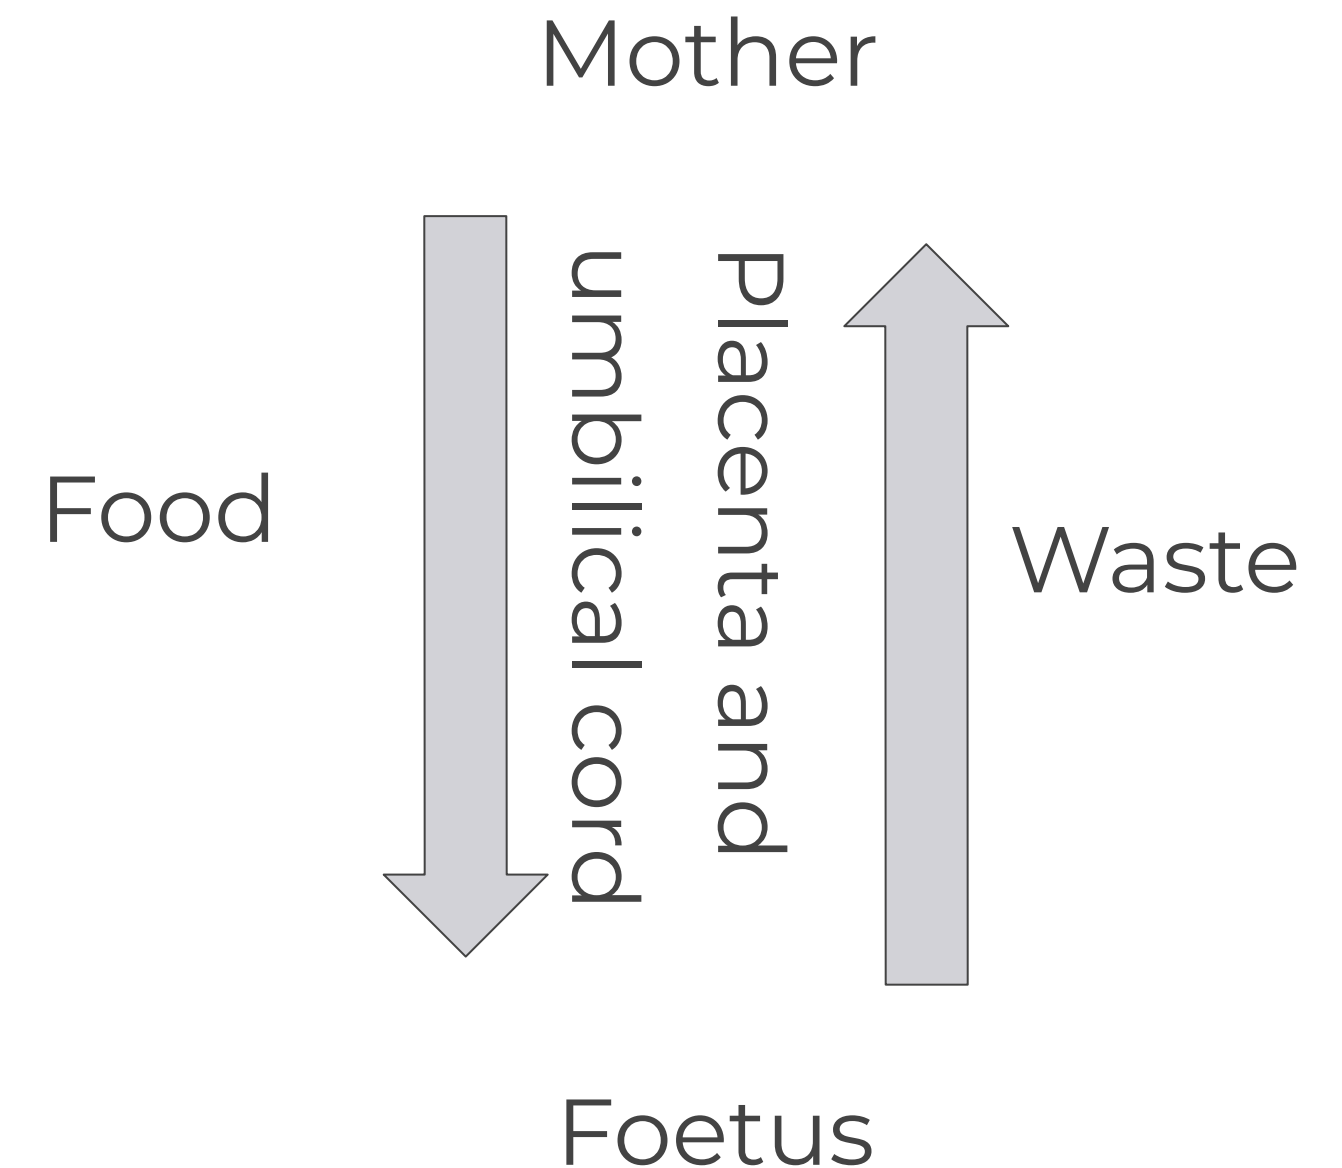 Mother
Food
Placenta and
umbilical cord
Waste
Foetus